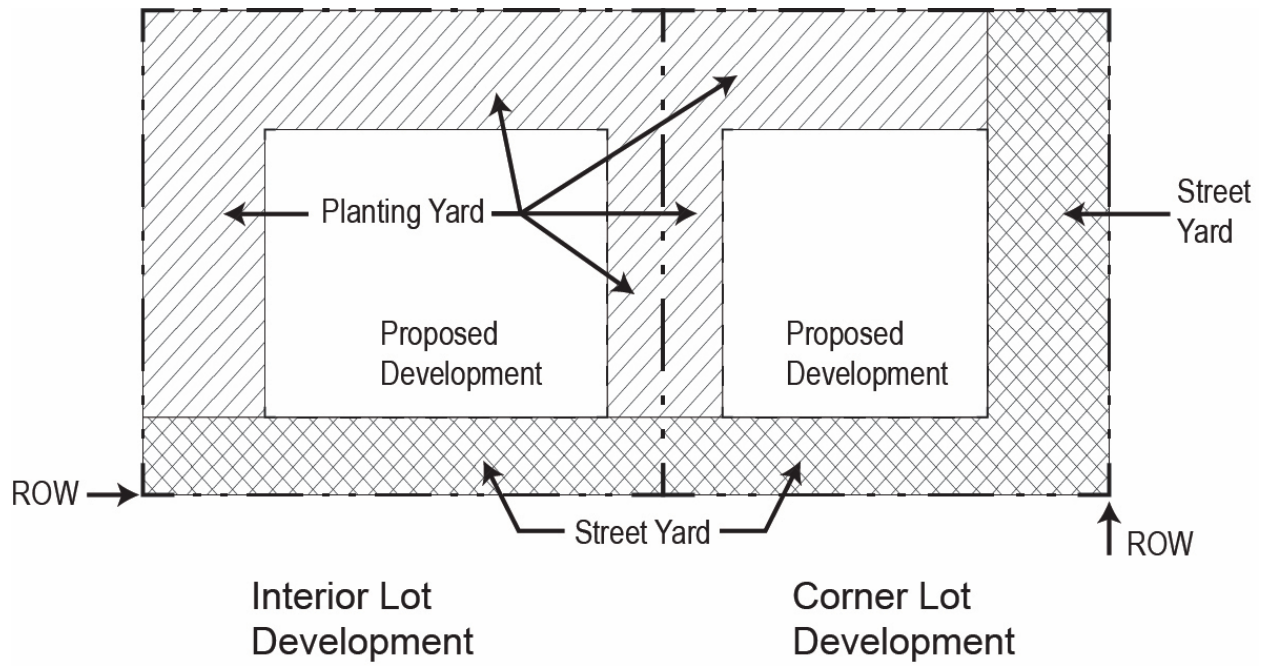 Planting Yard
Street
Yard
Proposed
Development
Proposed
Development
ROW
Street Yard
ROW
Interior Lot
Development
Corner Lot
Development